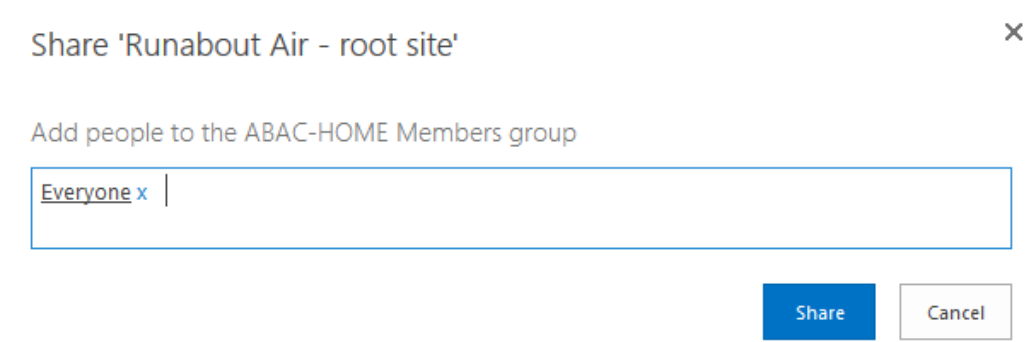 Share 'Runabout Air - root site'
Add people to the ABAC-HOME Members group
Everyone x
Share
Cancel